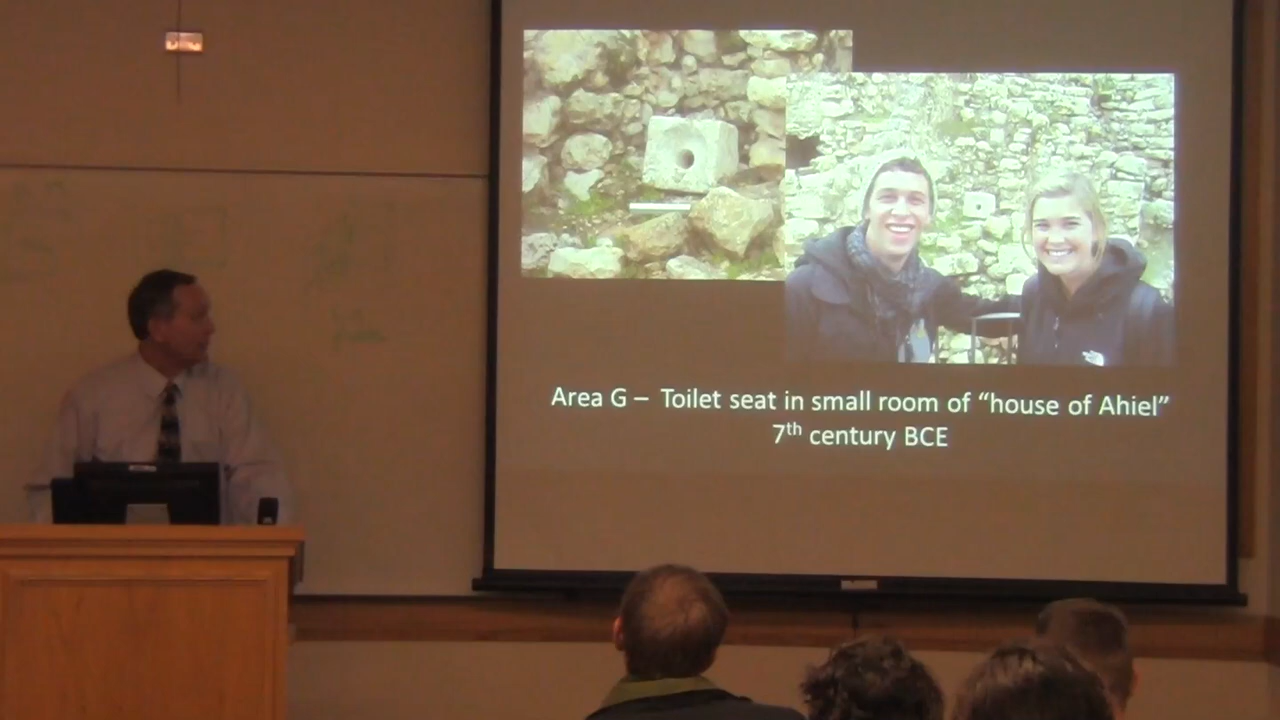 Area G – Toilet seat in small room of “house of Ahiel”
7th century BCE